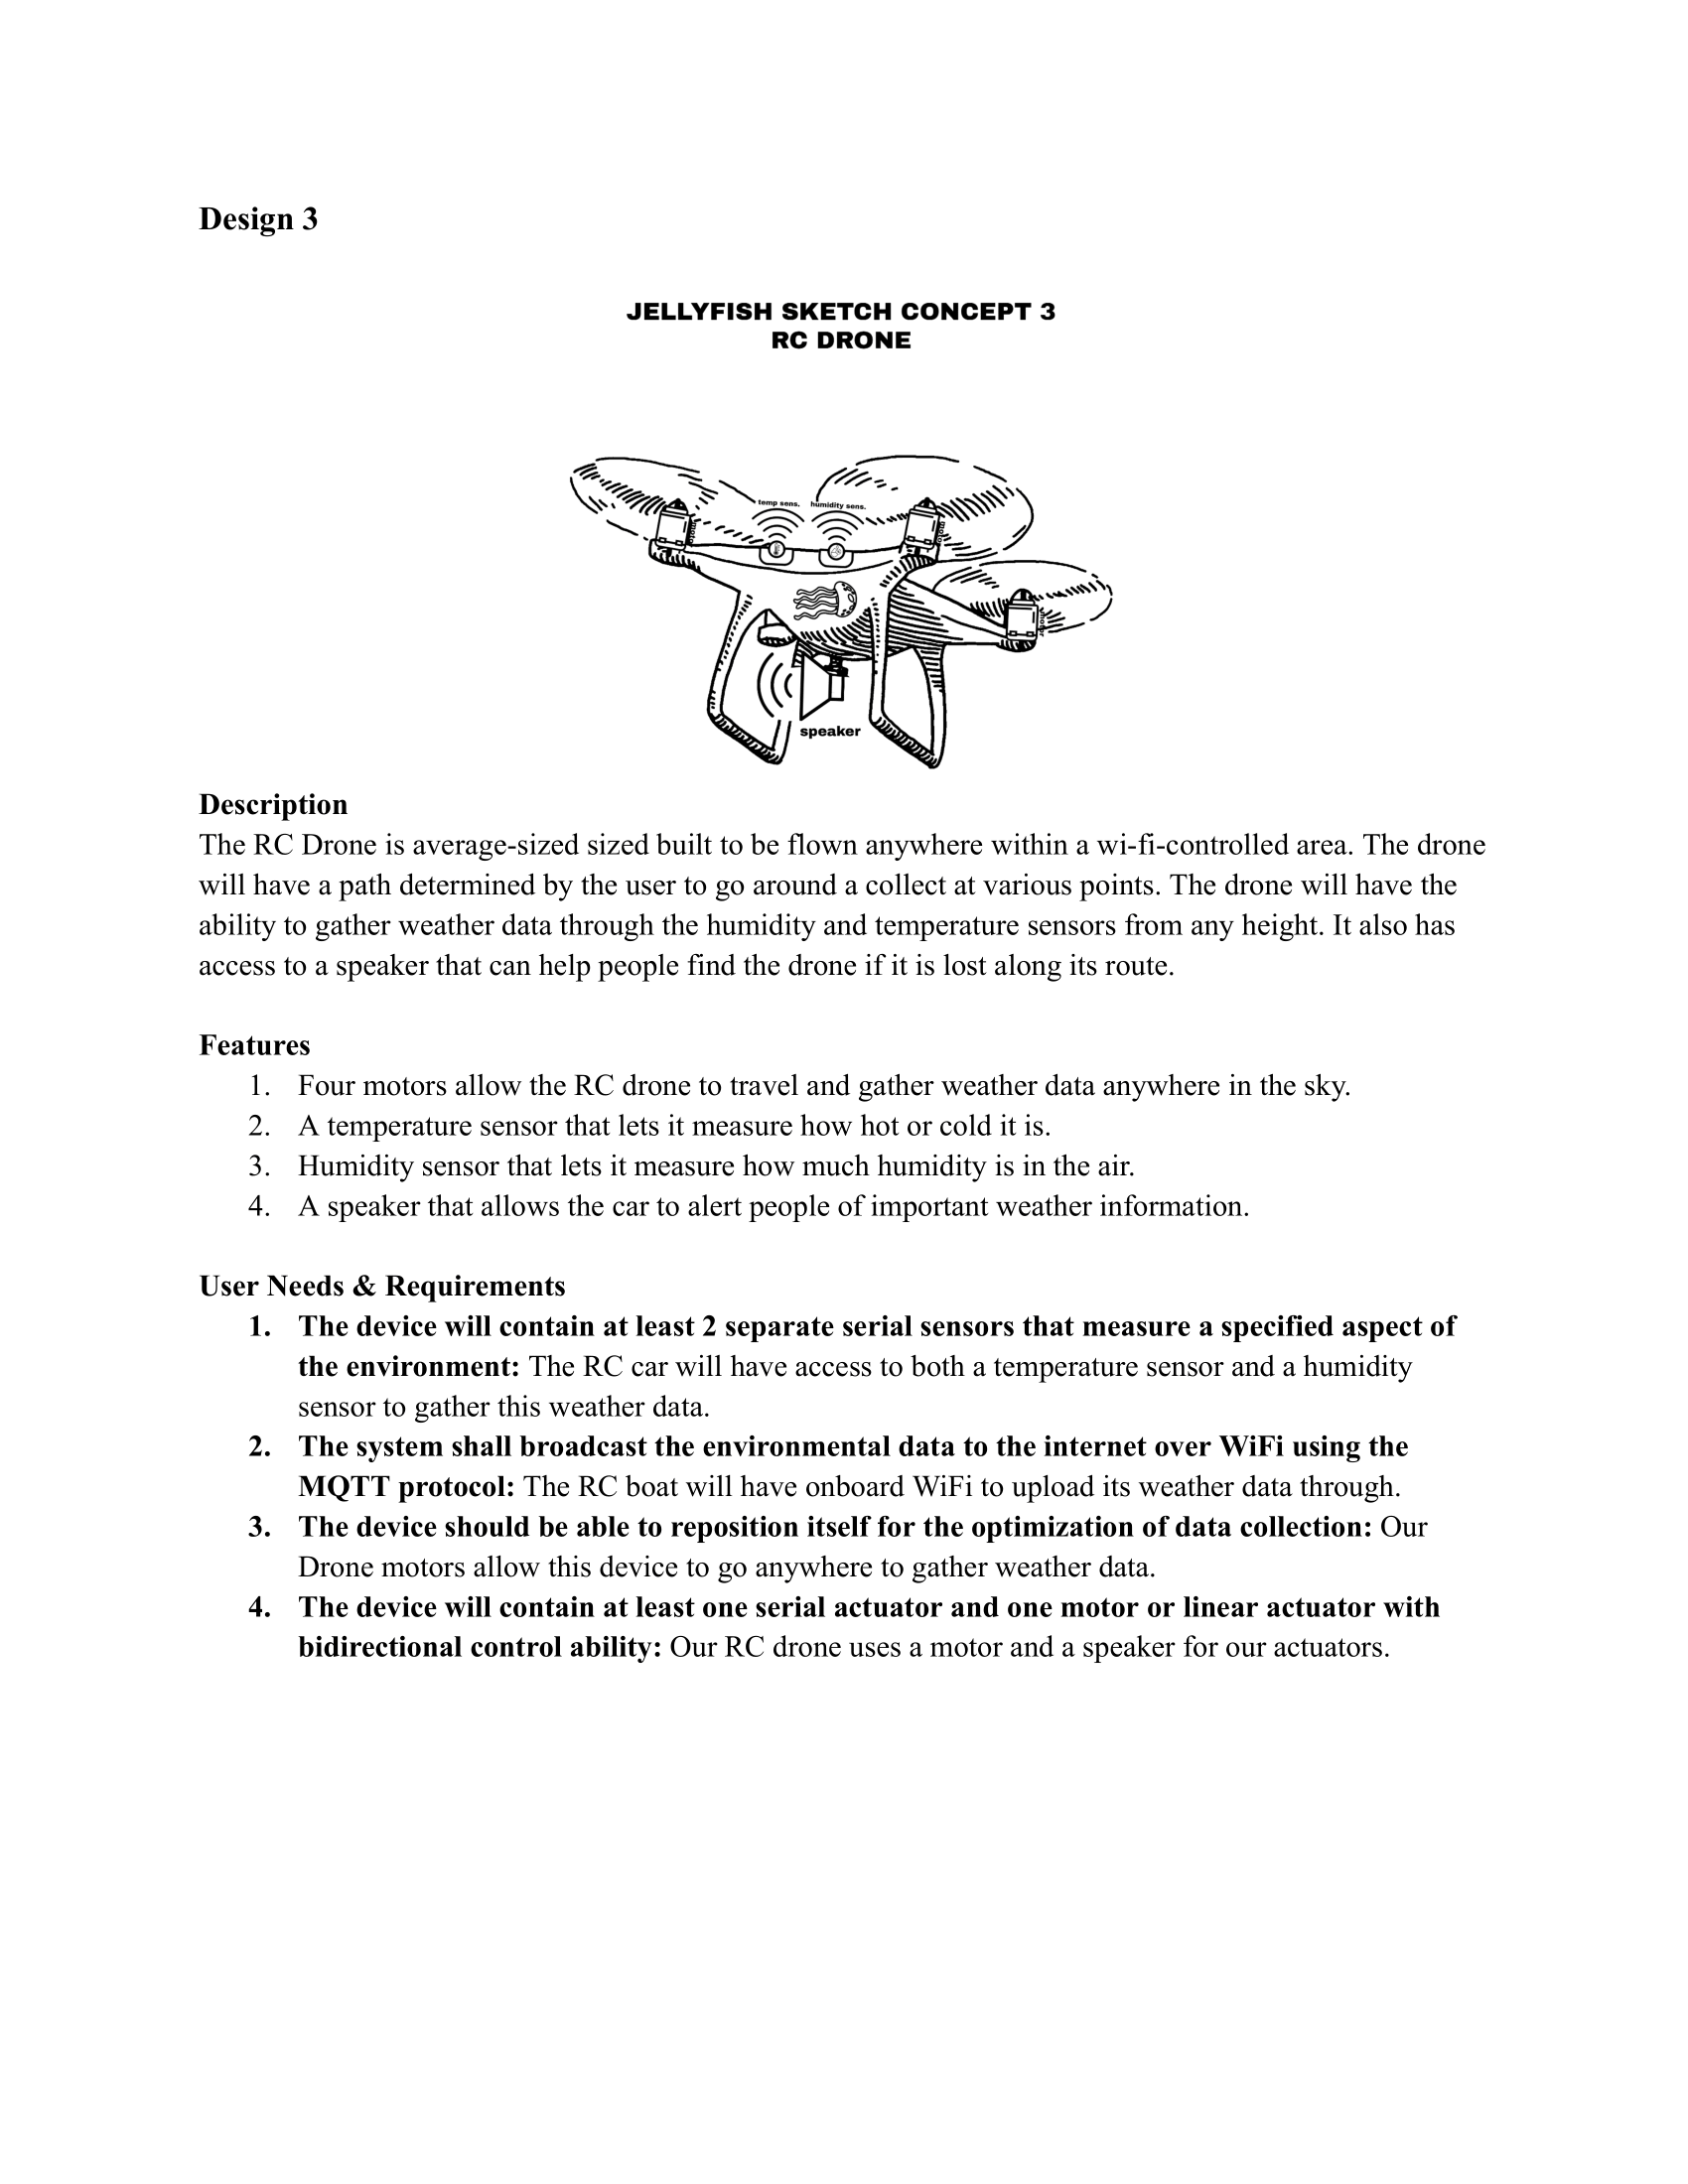 Design 3
JELLYFISH SKETCH CONCEPT 3
RC DRONE
temp sens. humidity sens.
motor
motor
motor
speaker
Description
The RC Drone is average-sized sized built to be flown anywhere within a wi-fi-controlled area. The drone
will have a path determined by the user to go around a collect at various points. The drone will have the
ability to gather weather data through the humidity and temperature sensors from any height. It also has
access to a speaker that can help people find the drone if it is lost along its route.
Features
1. Four motors allow the RC drone to travel and gather weather data anywhere in the sky.
2. A temperature sensor that lets it measure how hot or cold it is.
3. Humidity sensor that lets it measure how much humidity is in the air.
4. A speaker that allows the car to alert people of important weather information.
User Needs & Requirements
1. The device will contain at least 2 separate serial sensors that measure a specified aspect of
the environment: The RC car will have access to both a temperature sensor and a humidity
sensor to gather this weather data.
2. The system shall broadcast the environmental data to the internet over WiFi using the
MQTT protocol: The RC boat will have onboard WiFi to upload its weather data through.
3. The device should be able to reposition itself for the optimization of data collection: Our
Drone motors allow this device to go anywhere to gather weather data.
4. The device will contain at least one serial actuator and one motor or linear actuator with
bidirectional control ability: Our RC drone uses a motor and a speaker for our actuators.